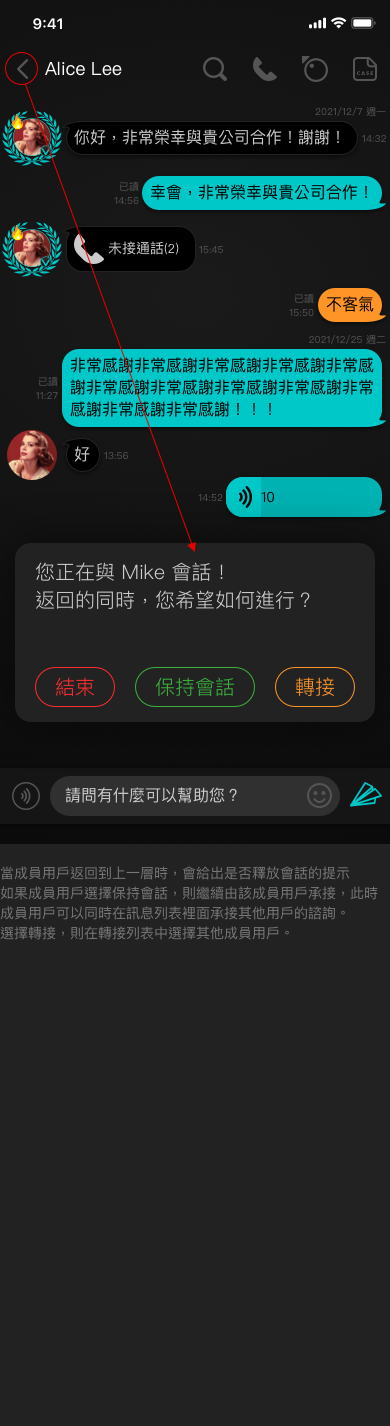 9:41
Alice Lee
CASE
2021/12/7 週一
你好，非常榮幸與貴公司合作！謝謝！
14:32
已讀
14:56
幸會，非常榮幸與貴公司合作！
未接通話(2)
15:45
已讀
15:50
不客氣
2021/12/25 週二
非常感謝非常感謝非常感謝非常感謝非常感
謝非常感謝非常感謝非常感謝非常感謝非常
感謝非常感謝非常感謝！！！
已讀
11:27
好
13:56
14:52
10
您正在與 Mike 會話！
返回的同時，您希望如何進行？
結束
保持會話
轉接
請問有什麼可以幫助您？
當成員用戶返回到上一層時，會給出是否釋放會話的提示
如果成員用戶選擇保持會話，則繼續由該成員用戶承接，此時
成員用戶可以同時在訊息列表裡面承接其他用戶的諮詢。
選擇轉接，則在轉接列表中選擇其他成員用戶。